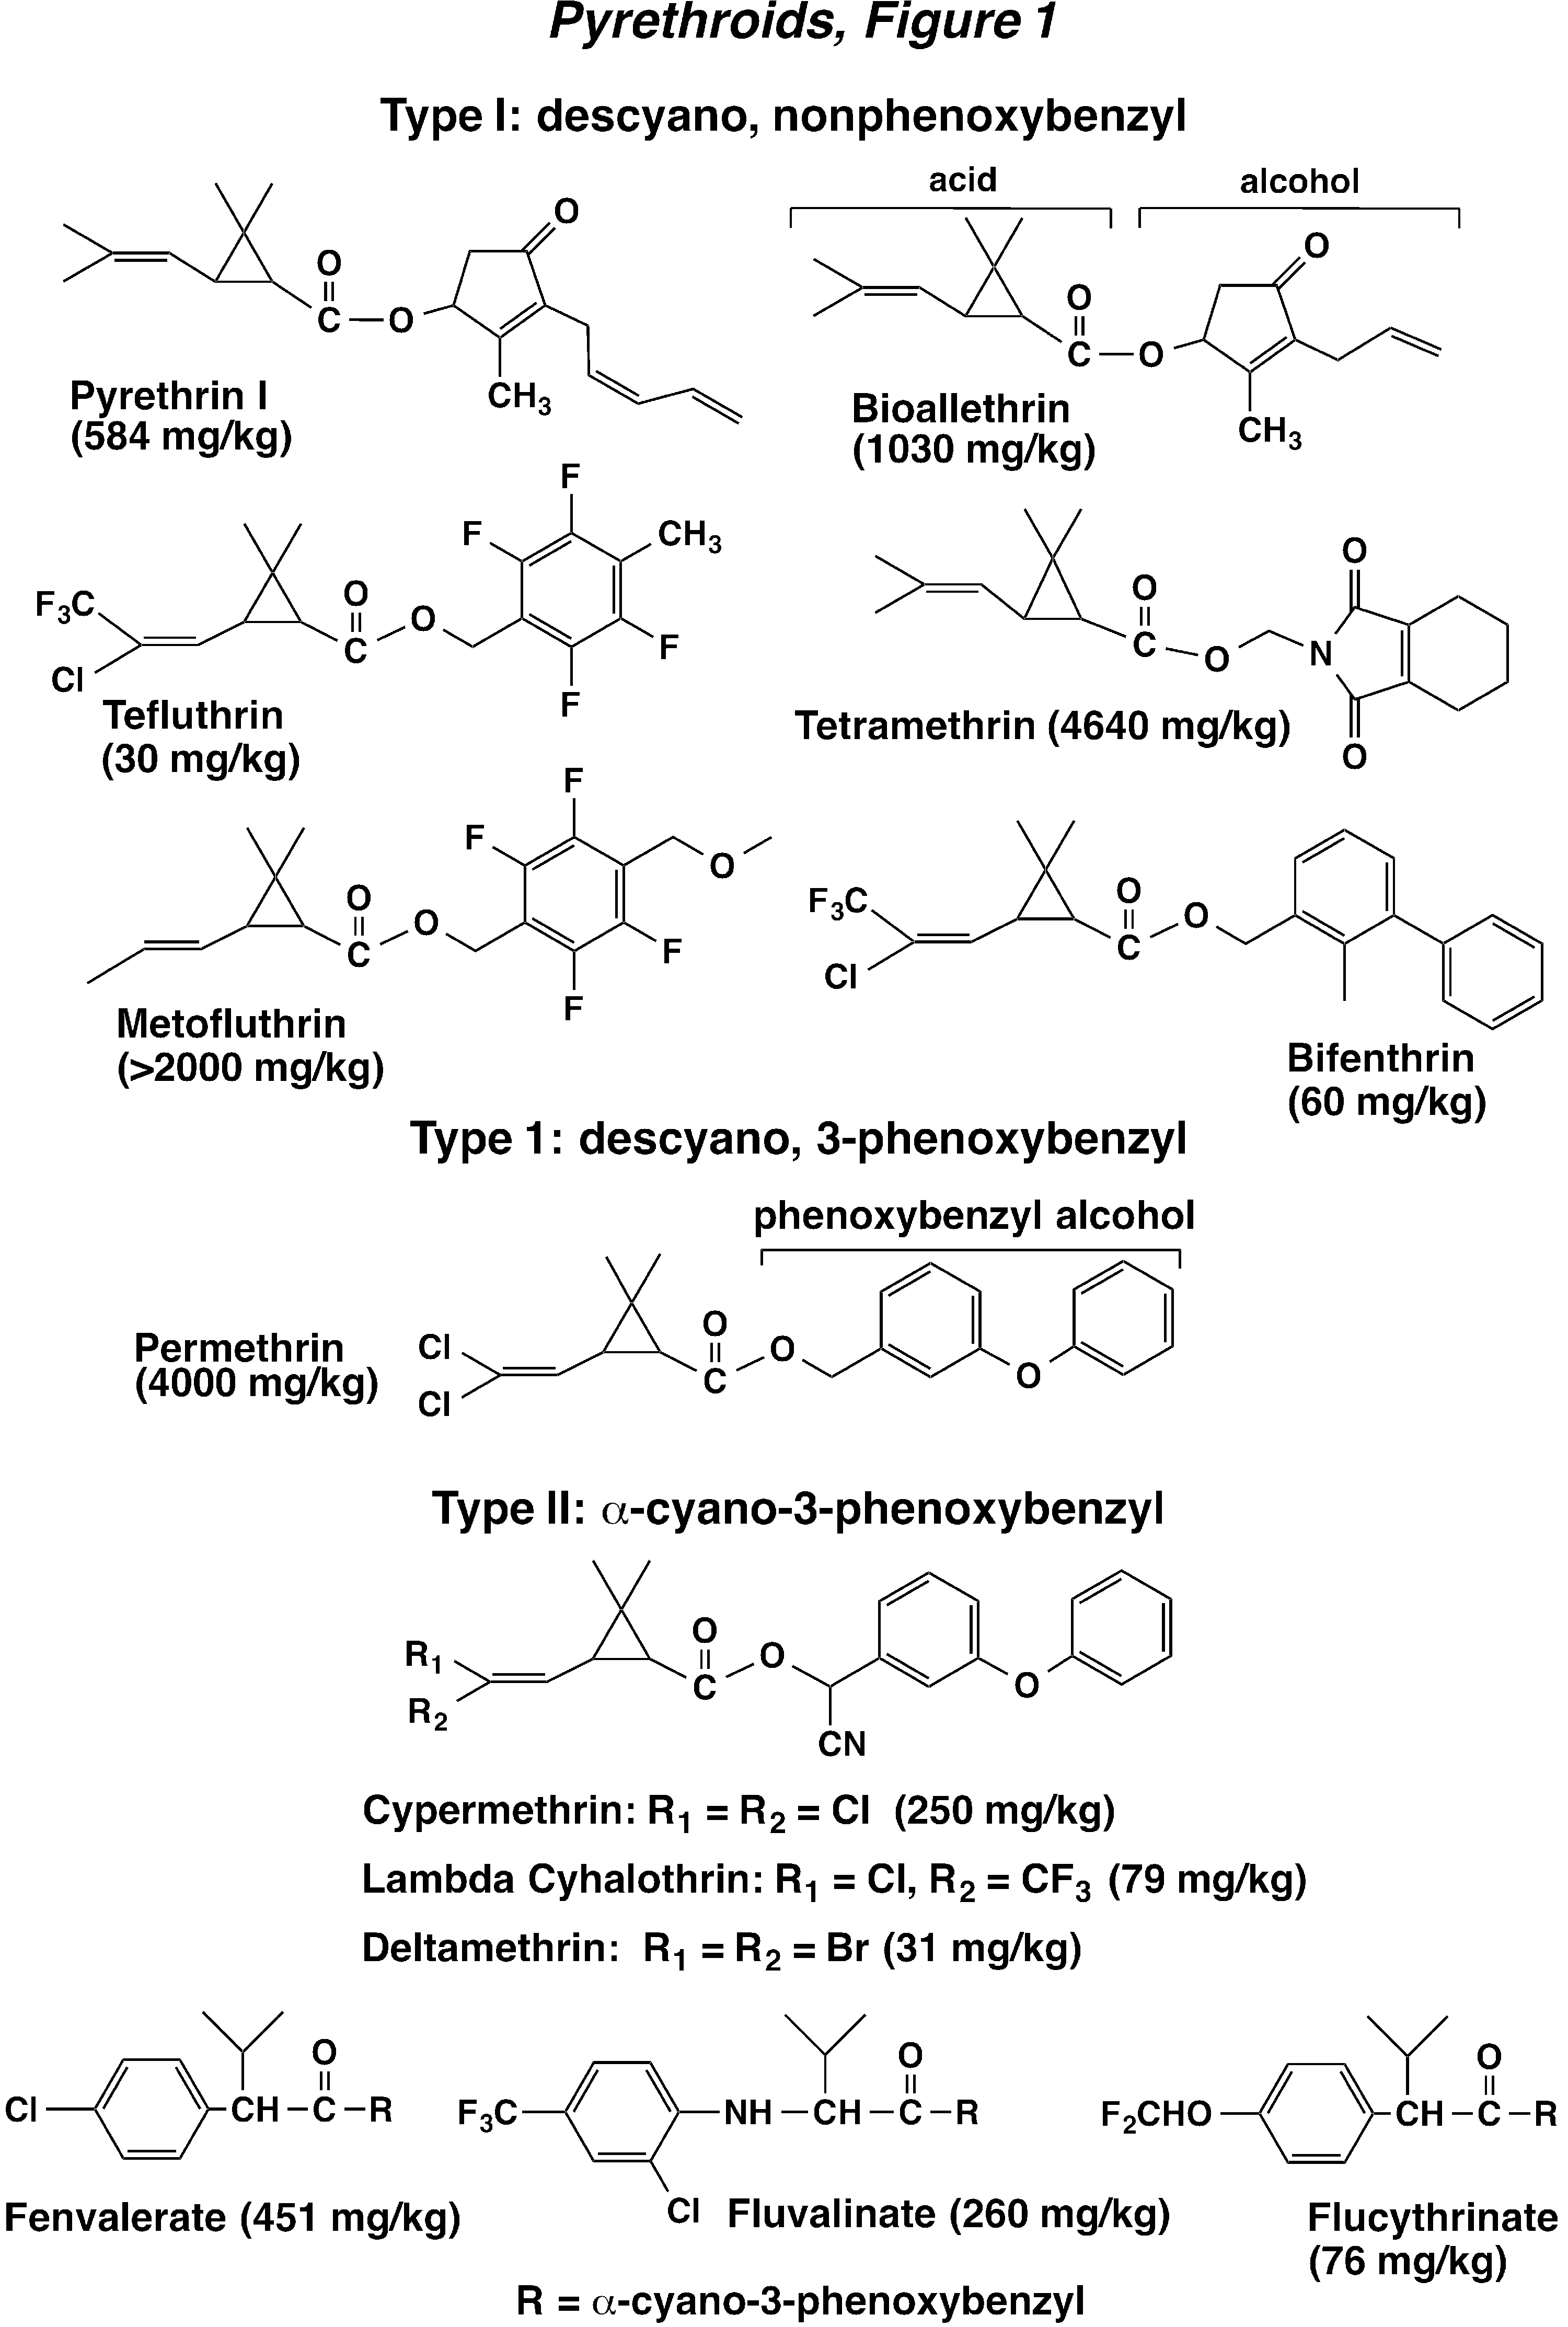 Pyrethroids, Figure 1
Type I: descyano, nonphenoxybenzyl
acid
alcohol
O
O
C
O
CH3
Pyrethrin I
(584 mg/kg)
O
O
C
O
CH3
Bioallethrin
(1030 mg/kg)
F
F
CH3
F3C
O
O
C
Cl
F
F
Tefluthrin
(30 mg/kg)
O
O
C
O
N
O
Tetramethrin (4640 mg/kg)
F
F
O
O
O
C
F
F
Metofluthrin
(>2000 mg/kg)
F3C
O
O
C
Cl
Bifenthrin
(60 mg/kg)
Type 1: descyano, 3-phenoxybenzyl
phenoxybenzyl alcohol
Permethrin
(4000 mg/kg)
Cl
Cl
O
C
O
O
Type II: α-cyano-3-phenoxybenzyl
R1
R2
O
C
O
CN
O
Cypermethrin: R1 = R2 = Cl (250 mg/kg)
Lambda Cyhalothrin: R1 = Cl, R2 = CF3 (79 mg/kg)
Deltamethrin: R1 = R2 = Br (31 mg/kg)
O
Cl
CH
C
R
Fenvalerate (451 mg/kg)
O
F3C
NH
CH
C
R
Cl
Fluvalinate (260 mg/kg)
O
F2CHO
CH
C
R
Flucythrinate
(76 mg/kg)
R = α-cyano-3-phenoxybenzyl